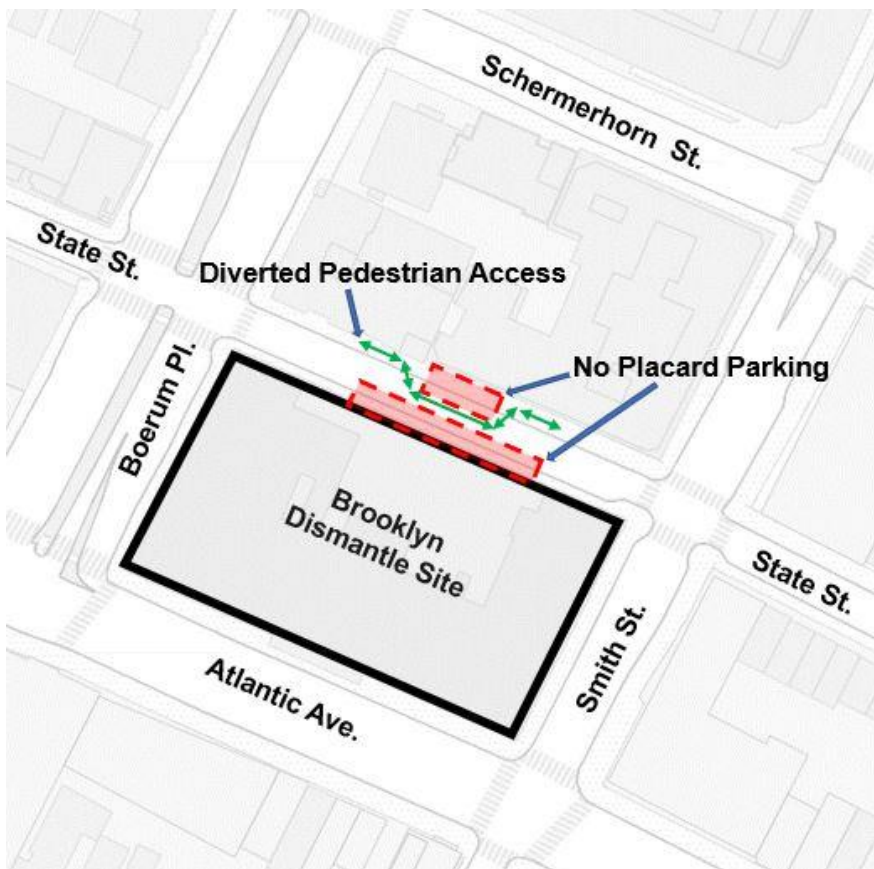 Schermerhorn St.
State St.
Diverted Pedestrian Access
No Placard Parking
Boerum Pl.
Brooklyn
Dismantle Site
State St.
Smith St.
Atlantic Ave.